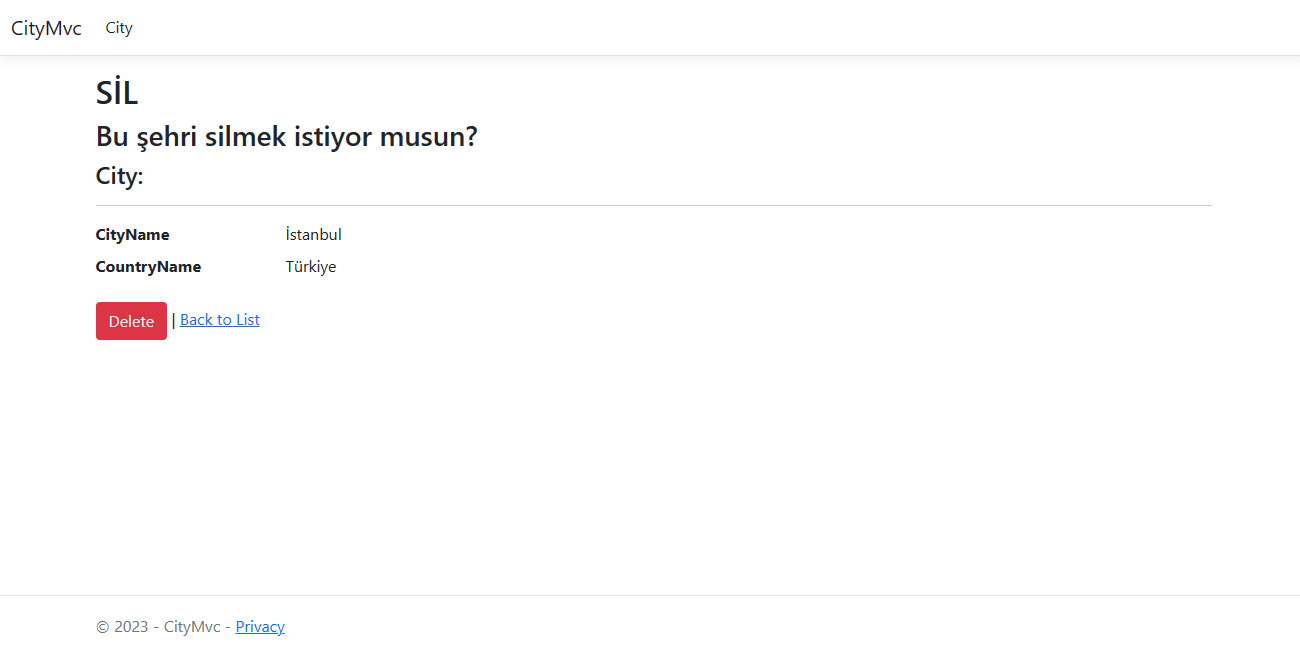 CityMvc City
SİL
Bu şehri silmek istiyor musun?
City:
CityName İstanbul
CountryName Türkiye
Delete | Back to List
© 2023 - CityMvc - Privacy